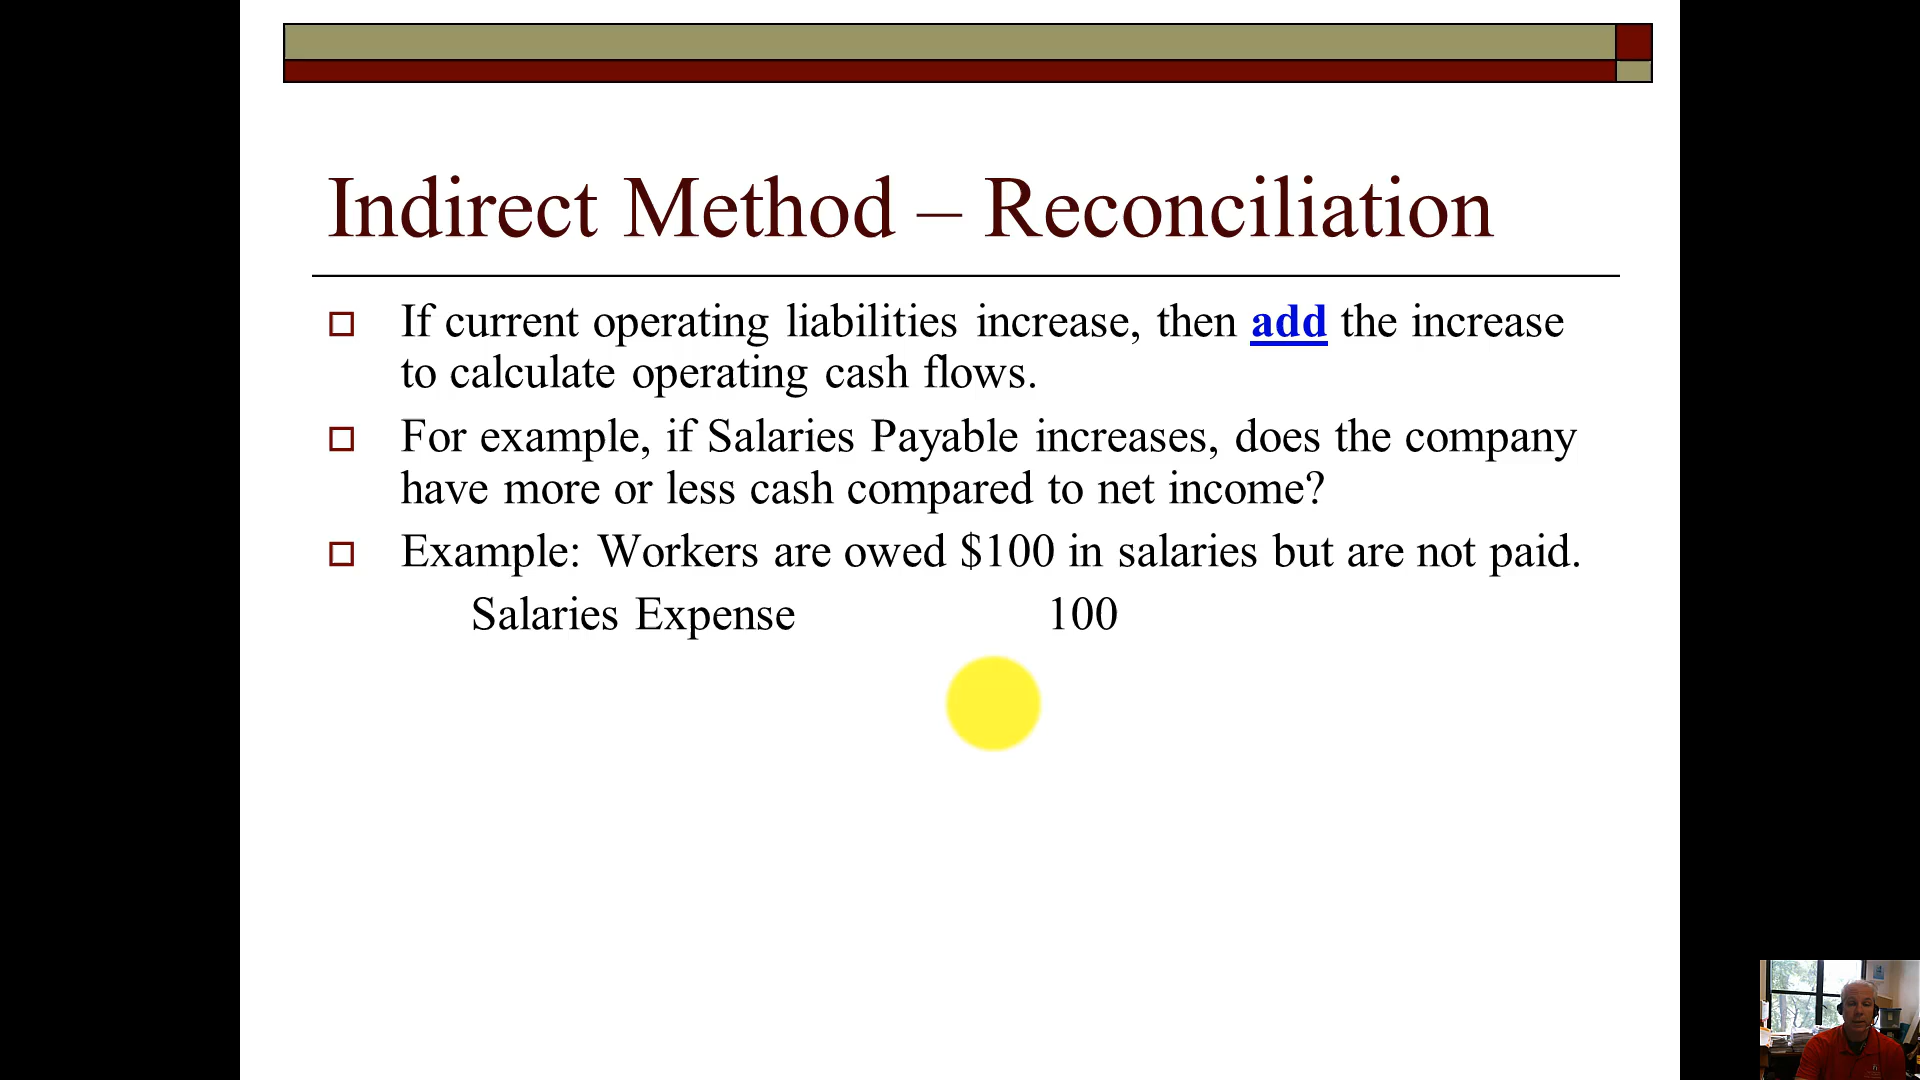 Indirect Method – Reconciliation
If current operating liabilities increase, then add the increase
to calculate operating cash flows.
For example, if Salaries Payable increases, does the company
have more or less cash compared to net income?
Example: Workers are owed $100 in salaries but are not paid.
Salaries Expense 100